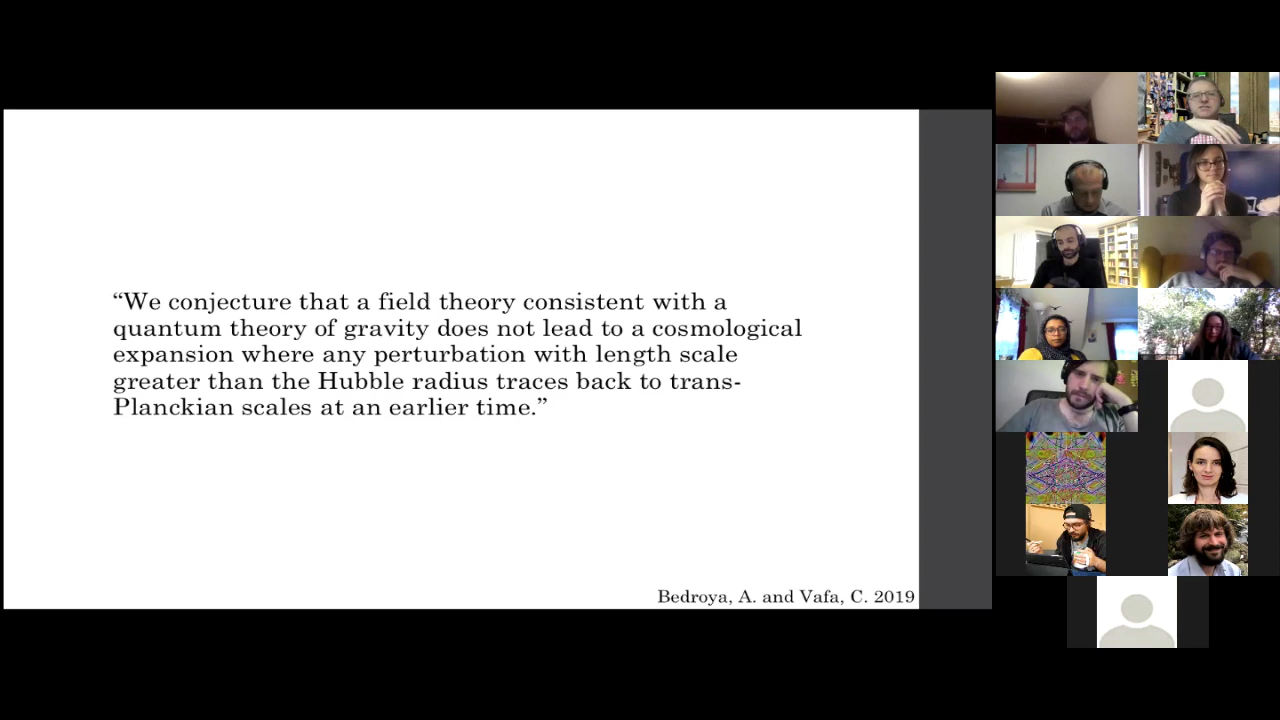 “We conjecture that a field theory consistent with a
quantum theory of gravity does not lead to a cosmological
expansion where any perturbation with length scale
greater than the Hubble radius traces back to trans-
Planckian scales at an earlier time.”
Bedroya, A. and Vafa, C. 2019